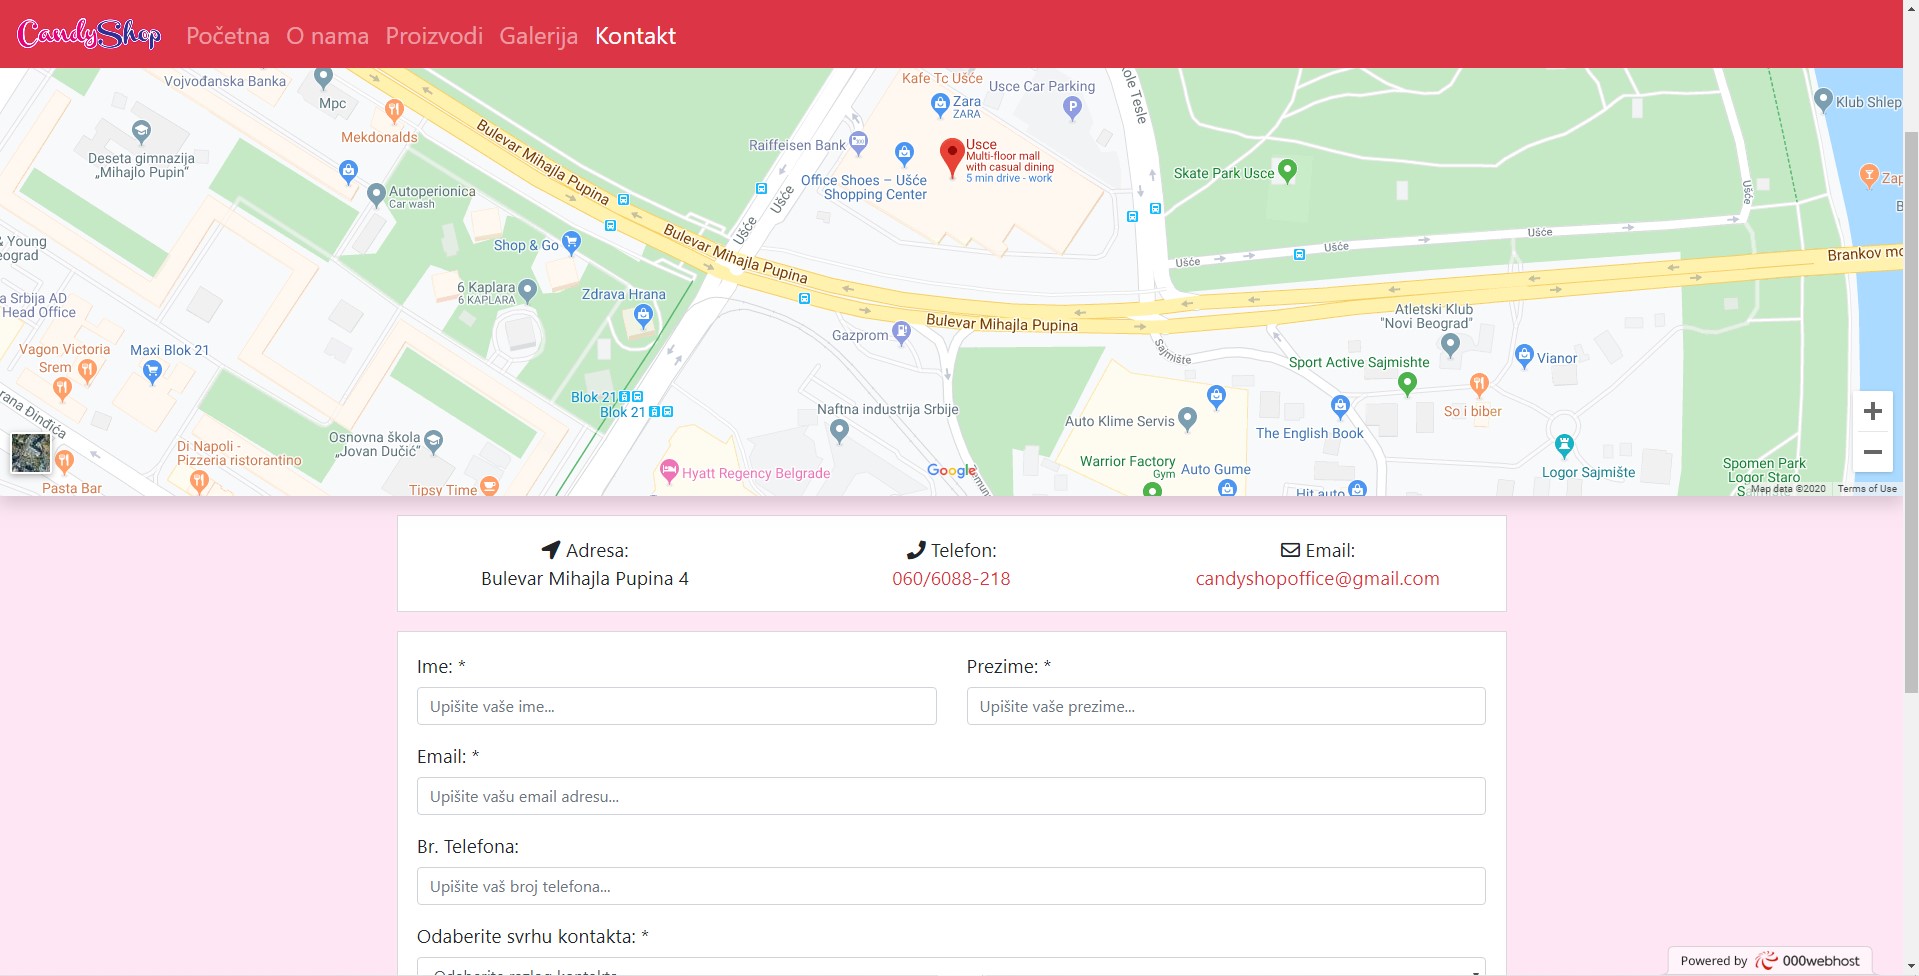 CandyShop
Početna
O nama
Proizvodi
Galerija
Kontakt
Vojvođanska Banka
Mpc
Mekdonalds
Deseta gimnazija
„Mihajlo Pupin”
Autoperionica
Car wash
Bulevar Mihajla Pupina
Kafe Tc Ušće
Zara
ZARA
Usce Car Parking
Raiffeisen Bank
Usce
Multi-floor mall
with casual dining
5 min drive - work
Office Shoes – Ušće
Shopping Center
Skate Park Usce
Klub Shlep
Ušće
Ušće
Bulevar Mihajla Pupina
Shop & Go
& Young
Ušće
Ušće
Ušće
Ušće
Brankov
6 Kaplara
6 KAPLARA
Zdrava Hrana
a Srbija AD
Head Office
Gazprom
Bulevar Mihajla Pupina
Atletski Klub
"Novi Beograd"
Vagon Victoria
Srem
Maxi Blok 21
Sajmište
Sport Active Sajmishte
Vianor
So i biber
Blok 21
Blok 21
Naftna industrija Srbije
Auto Klime Servis
The English Book
Osnovna škola
„Jovan Dučić”
Di Napoli -
Pizzeria ristorantino
Hyatt Regency Belgrade
Google
Warrior Factory
Gym
Auto Gume
Logor Sajmište
Spomen Park
Logor Staro
Pasta Bar
Tipsy Time
Hit auto
Map data ©2020
Terms of Use
Adresa:
Bulevar Mihajla Pupina 4
Telefon:
060/6088-218
Email:
candyshopoffice@gmail.com
Ime: *
Prezime: *
Upišite vaše ime...
Upišite vaše prezime...
Email: *
Upišite vašu email adresu...
Br. Telefona:
Upišite vaš broj telefona...
Odaberite svrhu kontakta: *
Powered by 000webhost